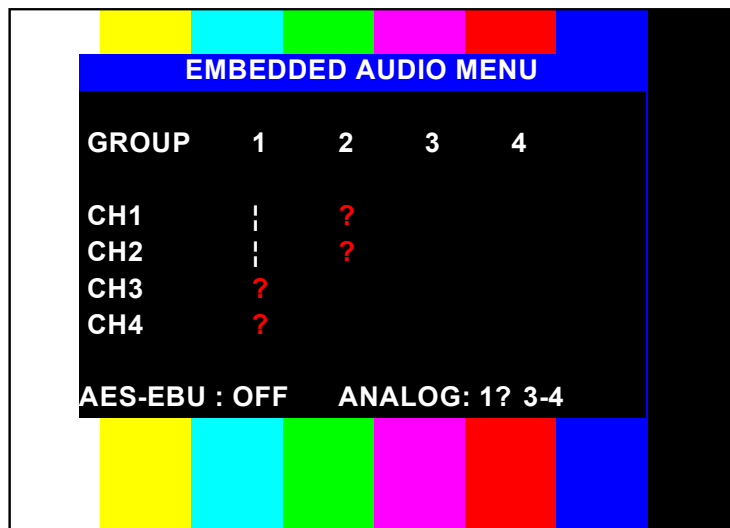 EMBEDDED AUDIO MENU
GROUP 1 2 3 4
CH1 ¦ ?
CH2 ¦ ?
CH3 ?
CH4 ?
AES-EBU : OFF ANALOG: 1? 3-4